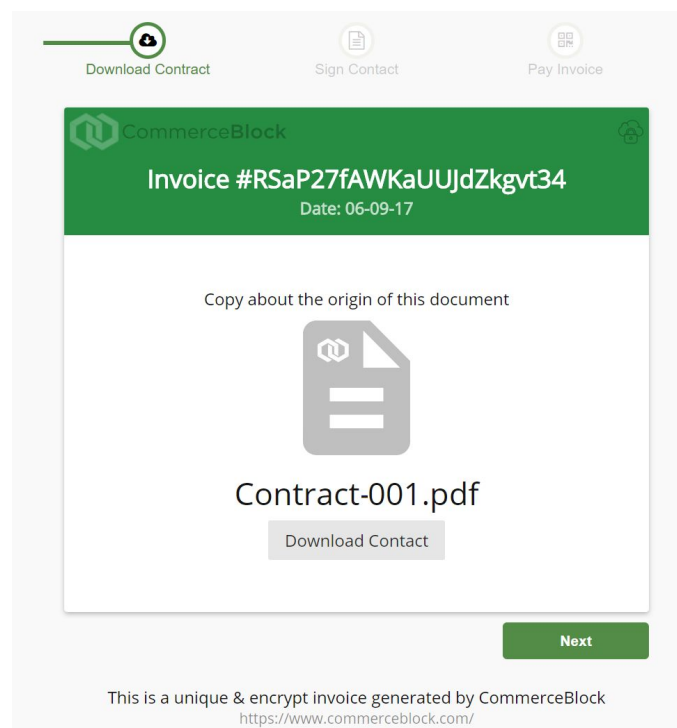 Download Contract
Sign Contact
Pay Invoice
CommerceBlock
Invoice #RSaP27fAWKaUUJdZkgvt34
Date: 06-09-17
Copy about the origin of this document
Contract-001.pdf
Download Contact
Next
This is a unique & encrypt invoice generated by CommerceBlock
https://www.commerceblock.com/